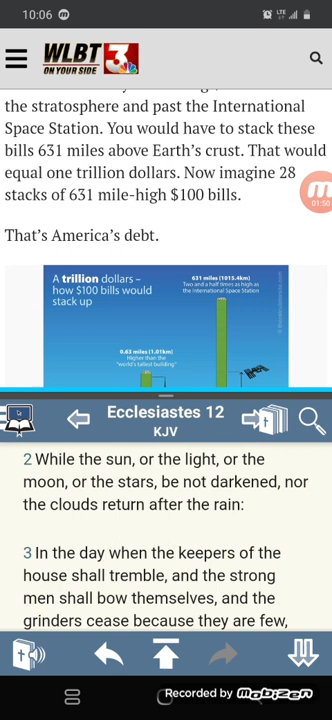 10:06
LTE
WLBT 3
ON YOUR SIDE
the stratosphere and past the International
Space Station. You would have to stack these
bills 631 miles above Earth's crust. That would
equal one trillion dollars. Now imagine 28
stacks of 631 mile-high $100 bills.
01:50
That's America's debt.
A trillion dollars –
how $100 bills would
stack up
631 miles (1015.4km)
Two and a half times as high as
the International Space Station
0.63 miles (1.01km)
Higher than the
"world's tallest building"
Ecclesiastes 12
KJV
2 While the sun, or the light, or the
moon, or the stars, be not darkened, nor
the clouds return after the rain:
3 In the day when the keepers of the
house shall tremble, and the strong
men shall bow themselves, and the
grinders cease because they are few,
Recorded by mobizen